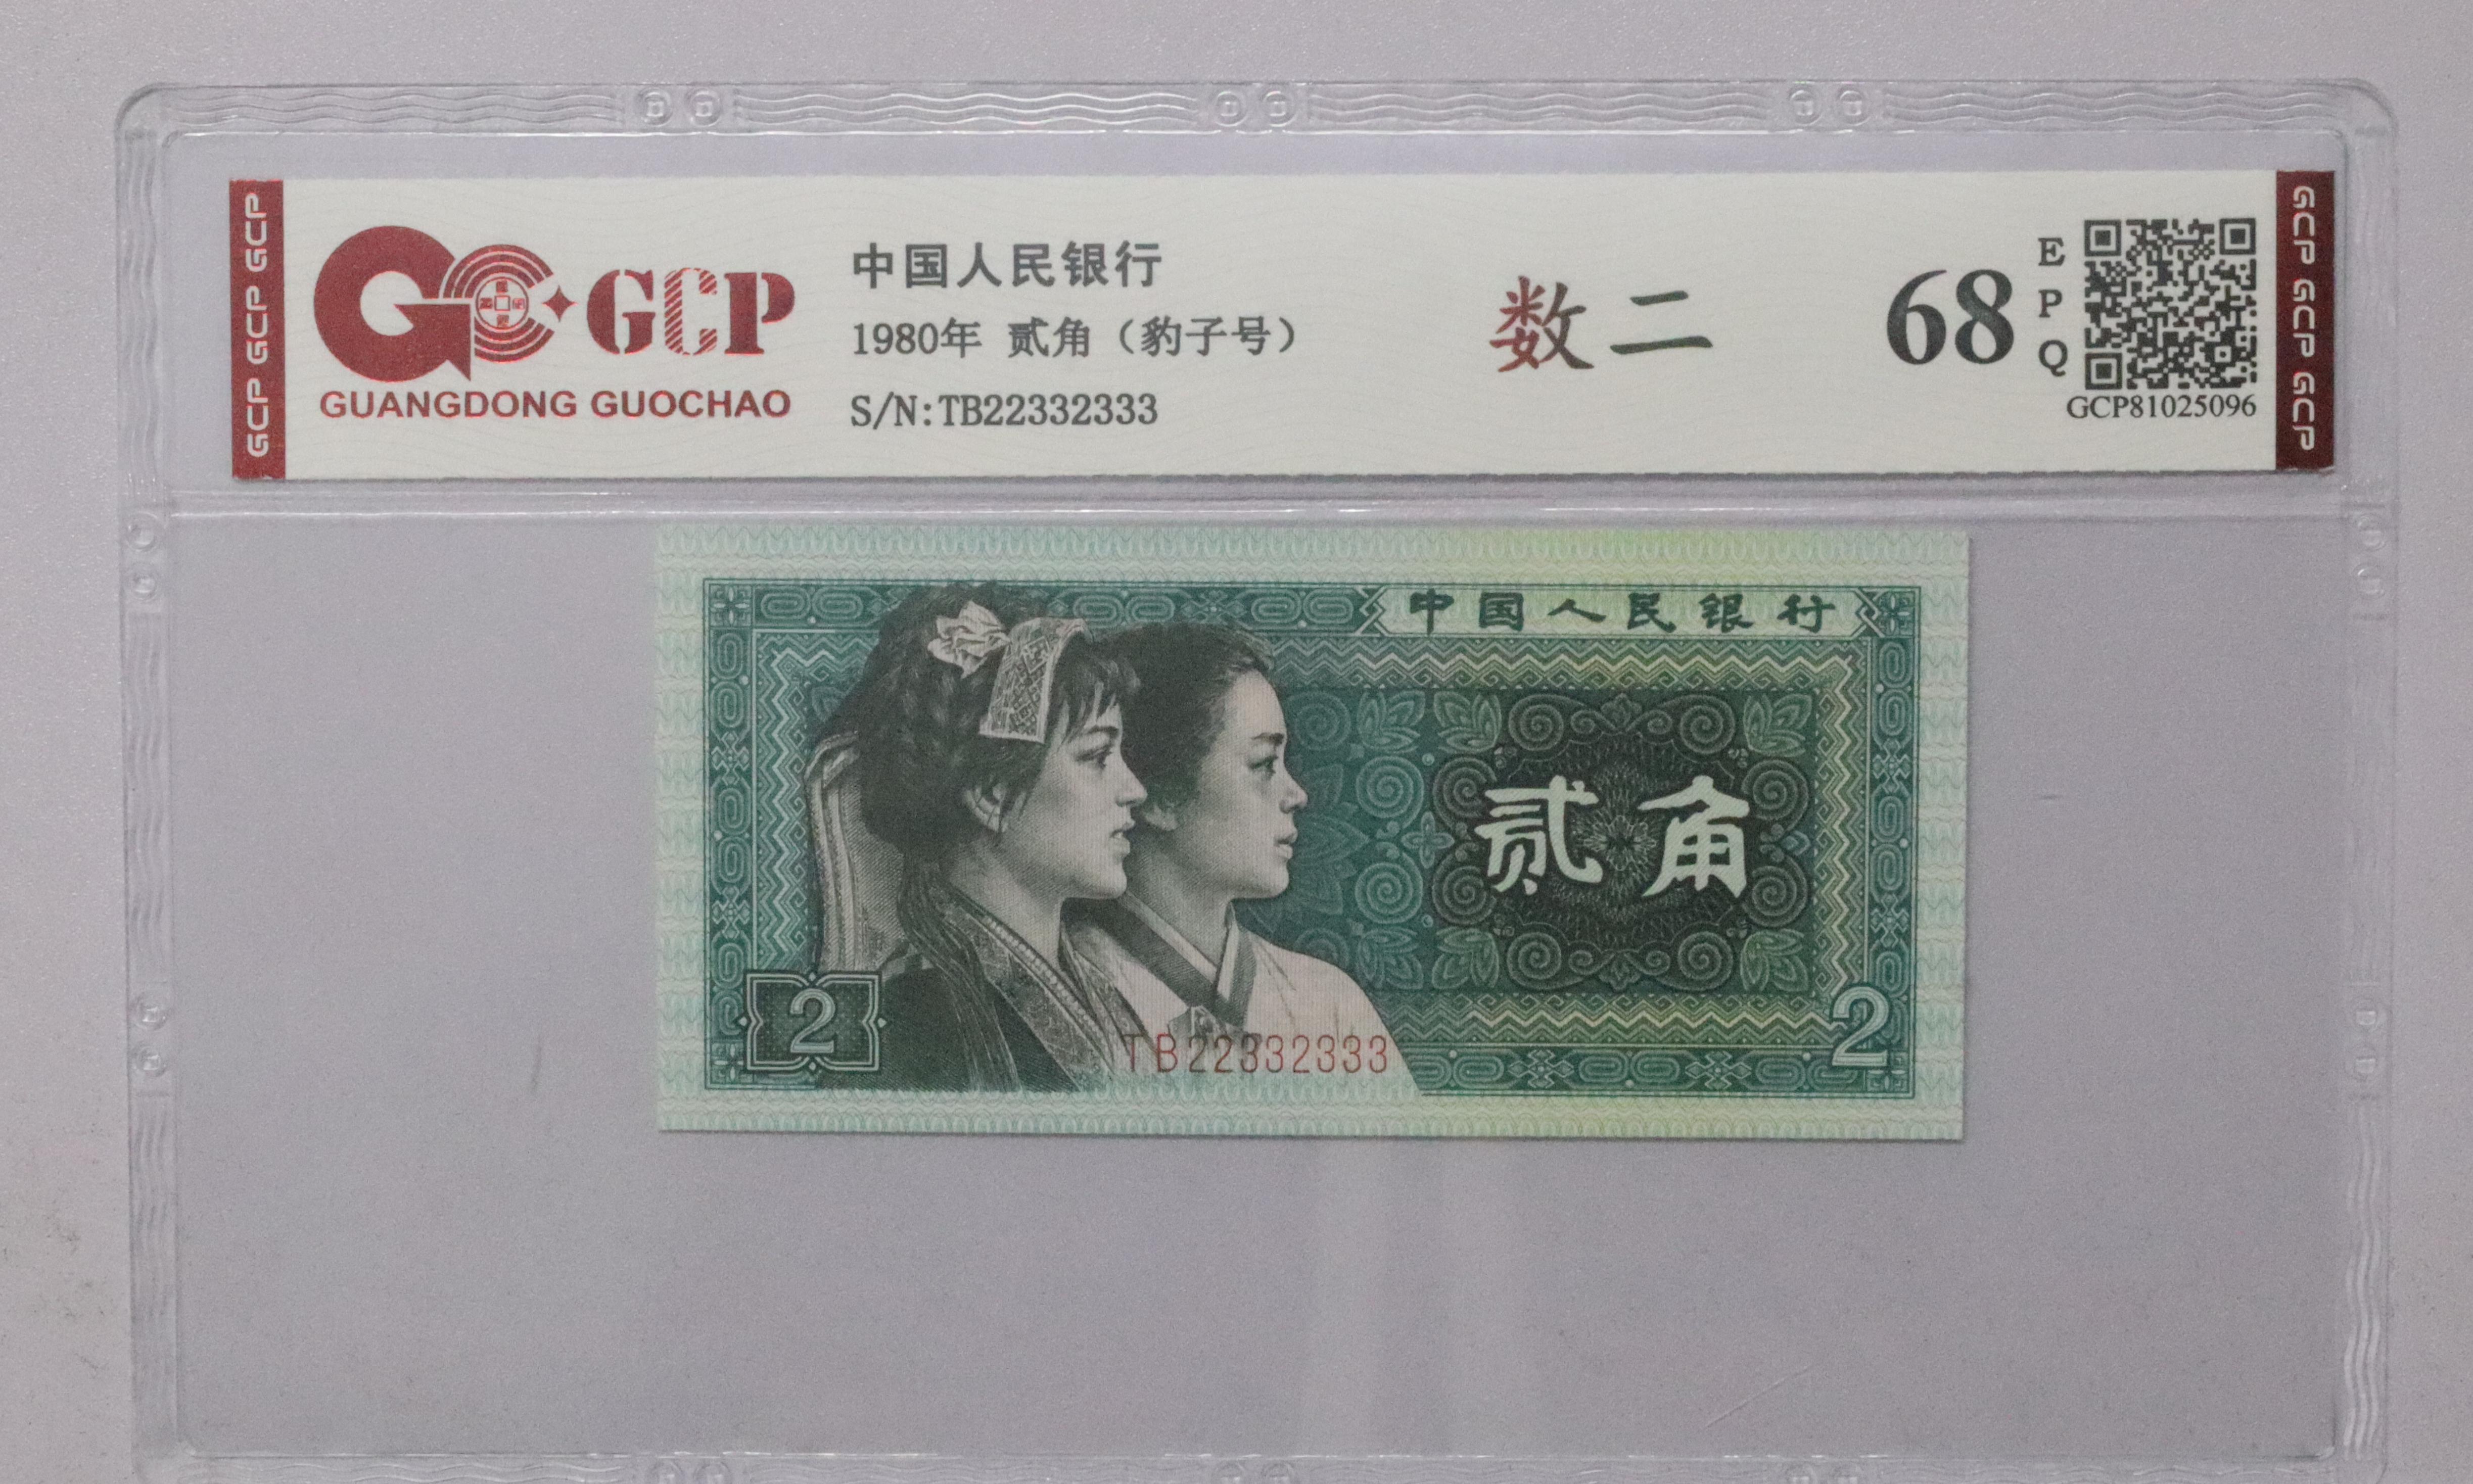 GCP GCP GCP
GCP
GUANGDONG GUOCHAO
中国人民银行
1980年 贰角（豹子号）
S/N:TB22332333
数二
68
EPQ
GCP81025096
GCP GCP GCP
中国人民银行
贰角
2
TB22332333
2